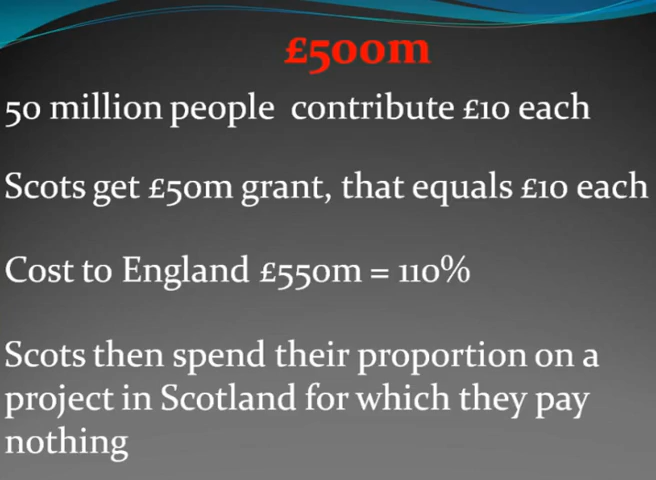 £500m
50 million people contribute £10 each
Scots get £50m grant, that equals £10 each
Cost to England £550m = 110%
Scots then spend their proportion on a
project in Scotland for which they pay
nothing